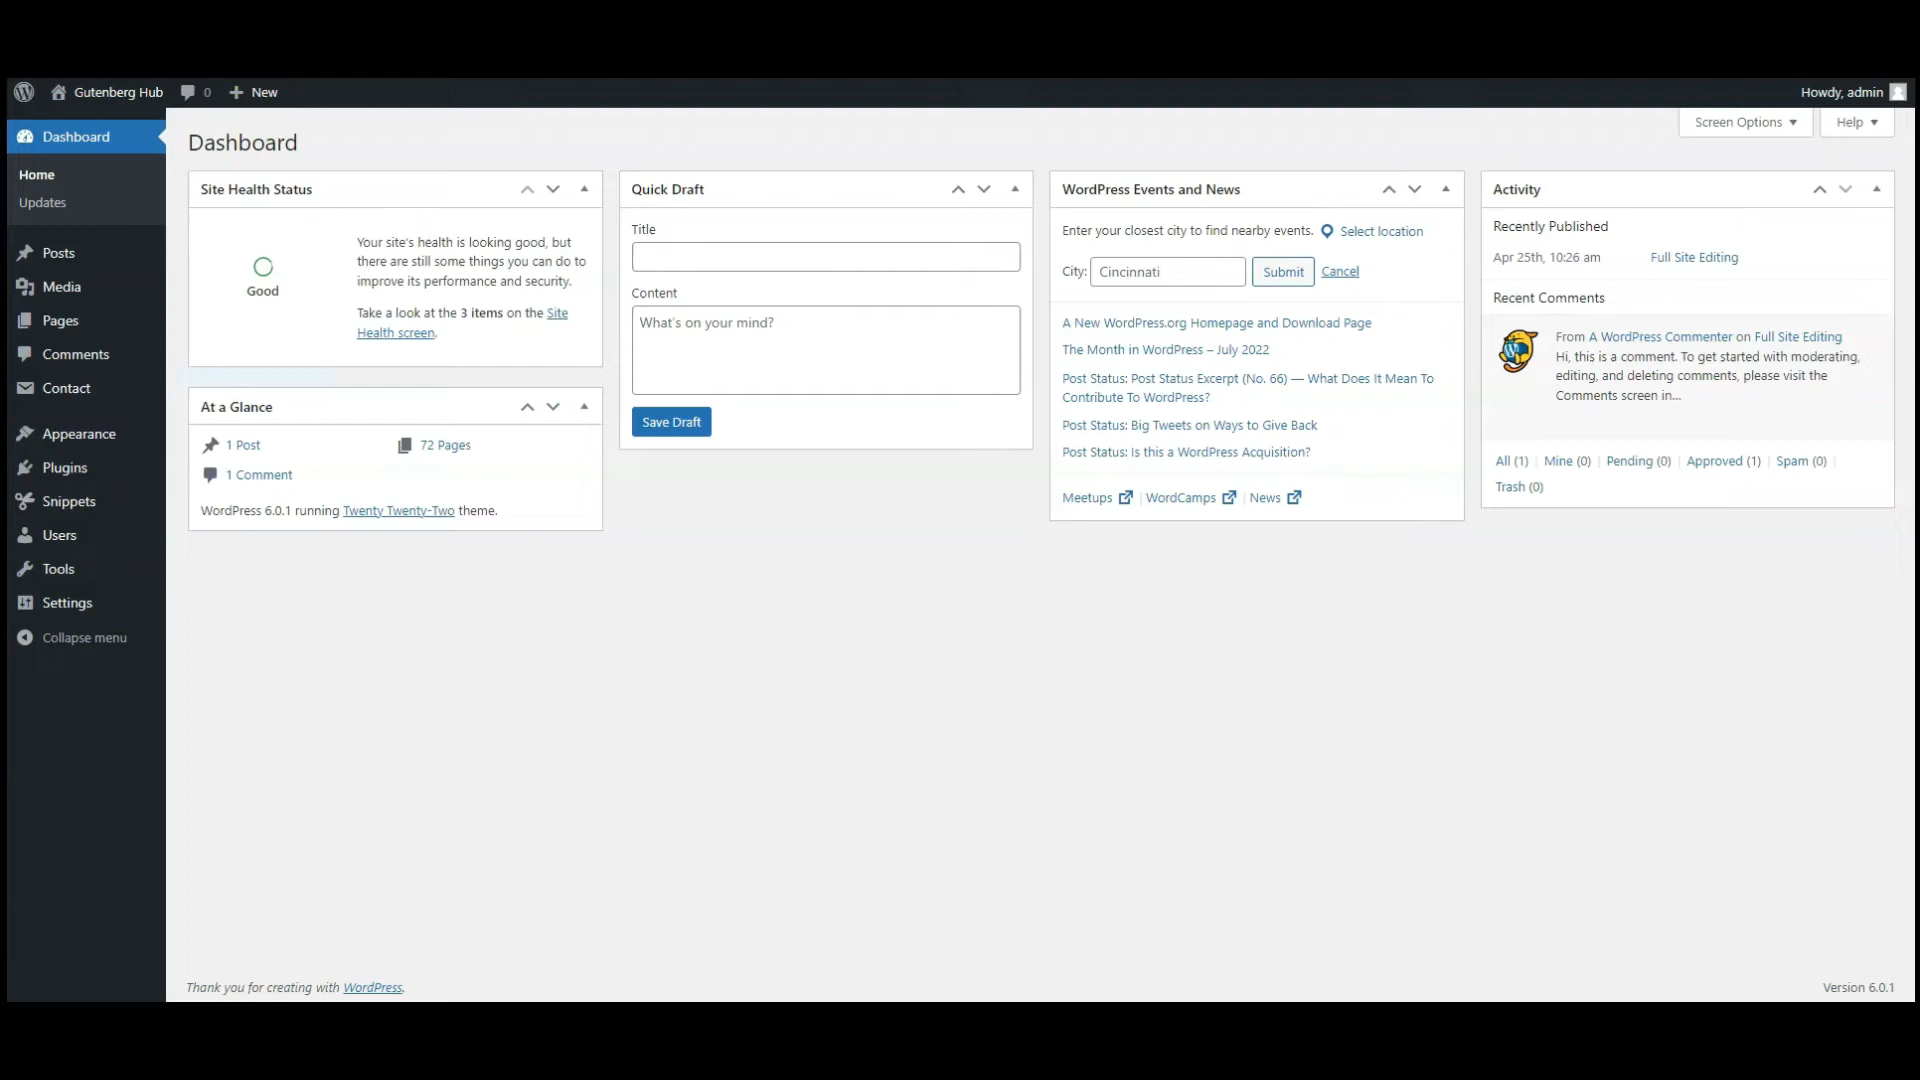 Gutenberg Hub 0 New Howdy, admin
Dashboard
Home
Updates
Posts
Media
Pages
Comments
Contact
Appearance
Plugins
Snippets
Users
Tools
Settings
Collapse menu
Screen Options Help
Dashboard
Site Health Status
Good
Your site's health is looking good, but
there are still some things you can do to
improve its performance and security.
Take a look at the 3 items on the Site
Health screen.
At a Glance
1 Post 72 Pages
1 Comment
WordPress 6.0.1 running Twenty Twenty-Two theme.
Quick Draft
Title
Content
What's on your mind?
Save Draft
WordPress Events and News
Enter your closest city to find nearby events. Select location
City: Cincinnati Submit Cancel
A New WordPress.org Homepage and Download Page
The Month in WordPress – July 2022
Post Status: Post Status Excerpt (No. 66) — What Does It Mean To
Contribute To WordPress?
Post Status: Big Tweets on Ways to Give Back
Post Status: Is this a WordPress Acquisition?
Meetups | WordCamps | News
Activity
Recently Published
Apr 25th, 10:26 am Full Site Editing
Recent Comments
From A WordPress Commenter on Full Site Editing
Hi, this is a comment. To get started with moderating,
editing, and deleting comments, please visit the
Comments screen in...
All (1) | Mine (0) | Pending (0) | Approved (1) | Spam (0) |
Trash (0)
Thank you for creating with WordPress. Version 6.0.1